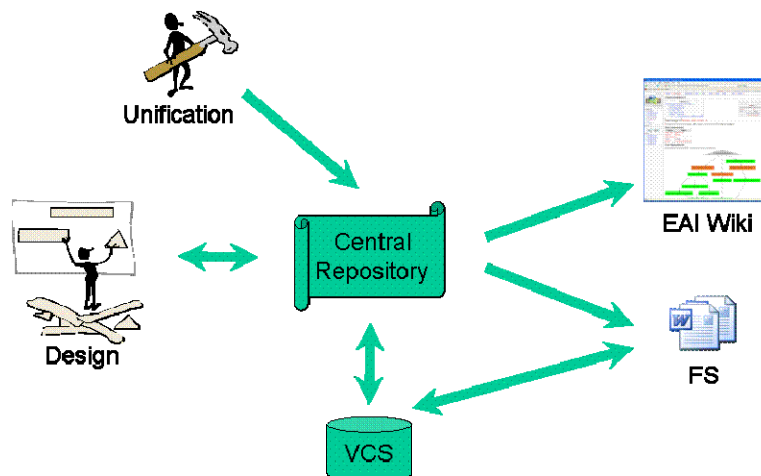 Unification
EAI Wiki
Central
Repository
Design
W
FS
VCS